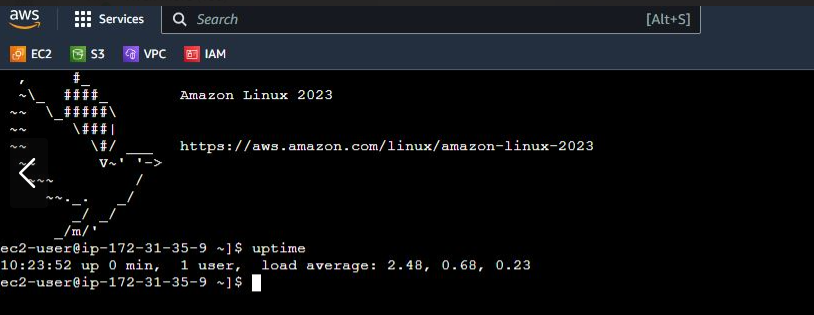 aws
Services
Search
[Alt+S]
EC2
S3
VPC
IAM
   ,     #_
  ~\_  ####_        Amazon Linux 2023
 ~~  \_#####\
 ~~     \###|
 ~~       \#/ ___   https://aws.amazon.com/linux/amazon-linux-2023
  ~~       V~' '->
   ~~~         /
     ~~._.   _/
        _/ _/
      _/m/'
ec2-user@ip-172-31-35-9 ~]$ uptime
10:23:52 up 0 min,  1 user,  load average: 2.48, 0.68, 0.23
ec2-user@ip-172-31-35-9 ~]$